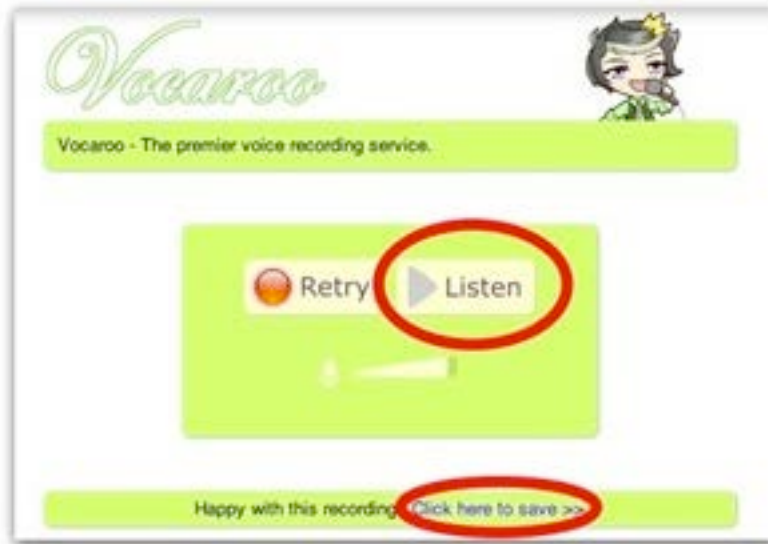 Vocaroo
Vocaroo - The premier voice recording service.
Retry Listen
Happy with this recording Click here to save >>